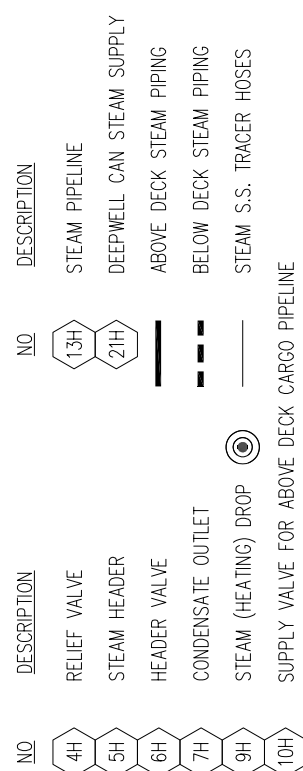 NO DESCRIPTION NO DESCRIPTION
4H RELIEF VALVE 13H STEAM PIPELINE
5H STEAM HEADER 21H DEEPWELL CAN STEAM SUPPLY
6H HEADER VALVE ABOVE DECK STEAM PIPING
7H CONDENSATE OUTLET BELOW DECK STEAM PIPING
9H STEAM (HEATING) DROP STEAM S.S. TRACER HOSES
10H SUPPLY VALVE FOR ABOVE DECK CARGO PIPELINE